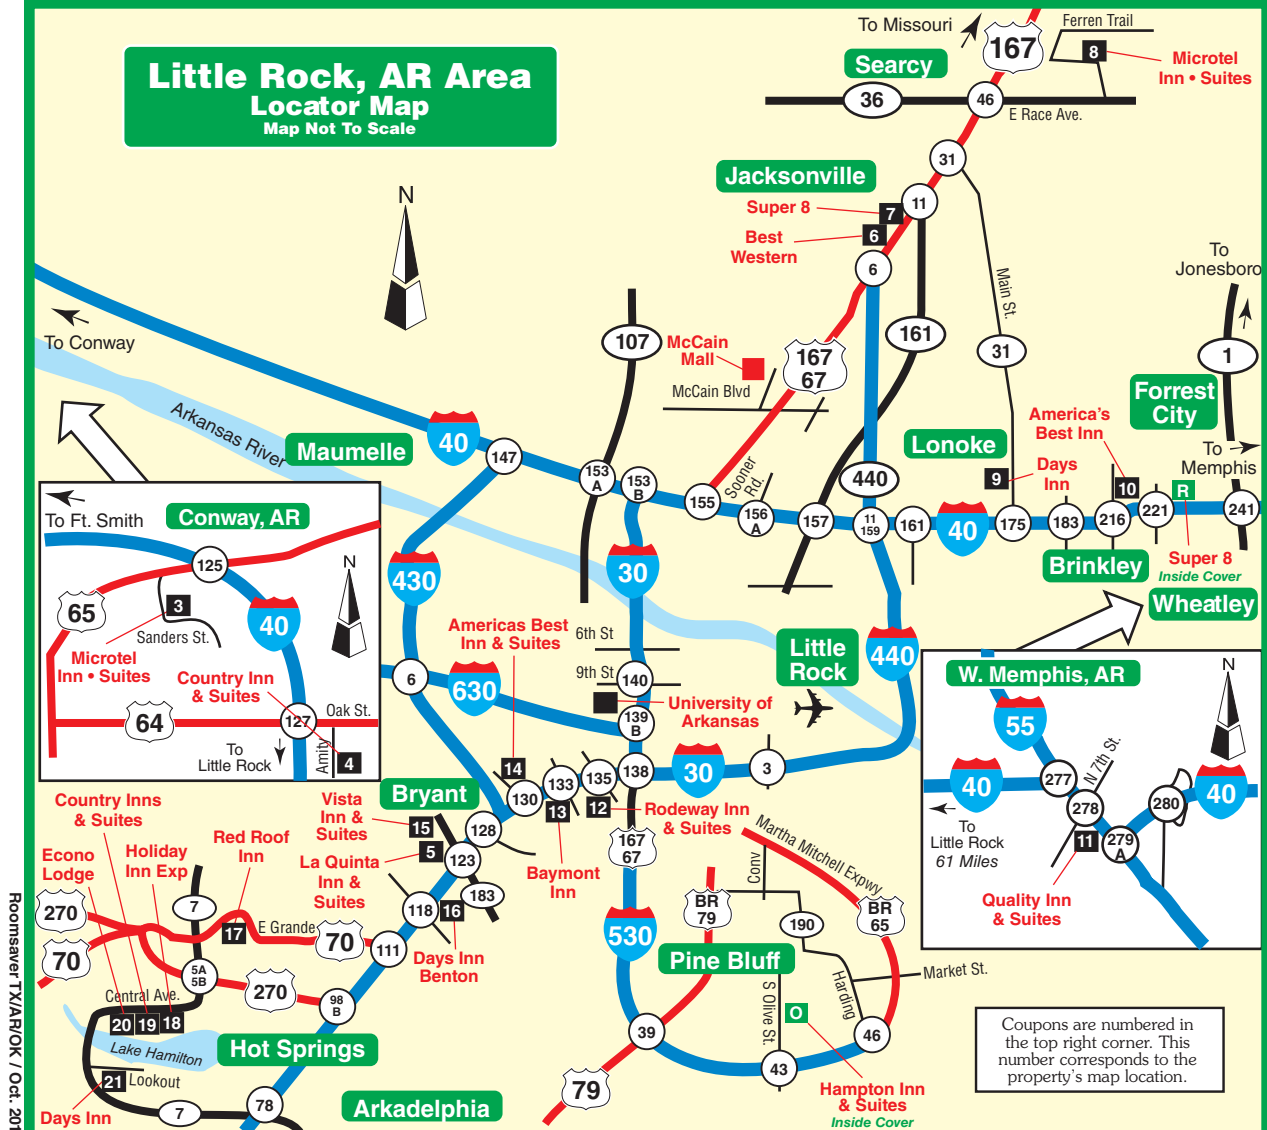 Little Rock, AR Area
Locator Map
Map Not To Scale
To Missouri
167
Ferren Trail
8
Microtel
Inn • Suites
Searcy
36
46
E Race Ave.
31
Jacksonville
11
Super 8
7
Best
Western
6
6
Main St.
To
Jonesboro
N
To Conway
107
McCain
Mall
McCain Blvd
167
67
161
31
1
Forrest
City
Arkansas River
Maumelle
40
147
153
A
153
B
155
Sooner
Rd.
156
A
157
440
11
159
161
40
Lonoke
9
Days
Inn
America's
Best Inn
10
175
183
216
221
R
241
To
Memphis
Brinkley
Super 8
Inside Cover
Wheatley
To Ft. Smith
Conway, AR
125
N
65
3
Sanders St.
40
Microtel
Inn • Suites
Country Inn
& Suites
64
127
Oak St.
To
Little Rock
Amity
4
430
30
Americas Best
Inn & Suites
6th St
9th St
140
University of
Arkansas
139
B
6
630
Little
Rock
440
W. Memphis, AR
N
55
40
277
N 7th St.
278
280
40
To
Little Rock
61 Miles
11
279
A
Quality Inn
& Suites
14
130
133
135
138
30
3
13
12
Rodeway Inn
& Suites
Bryant
128
Vista
Inn &
Suites
15
5
123
La Quinta
Inn &
Suites
183
Baymont
Inn
167
67
Martha Mitchell Expwy
Conv
Country Inns
& Suites
Red Roof
Inn
Holiday
Inn Exp
Econo
Lodge
270
7
70
17
E Grande
70
118
16
111
Days Inn
Benton
530
BR
79
190
BR
65
Pine Bluff
Harding
Market St.
S Olive St.
O
5A
5B
270
98
B
Central Ave.
20
19
18
Lake Hamilton
Hot Springs
21
Lookout
Days Inn
7
78
Arkadelphia
39
79
43
46
Hampton Inn
& Suites
Inside Cover
Coupons are numbered in
the top right corner. This
number corresponds to the
property's map location.
Roomsaver TX/AR/OK / Oct. 201